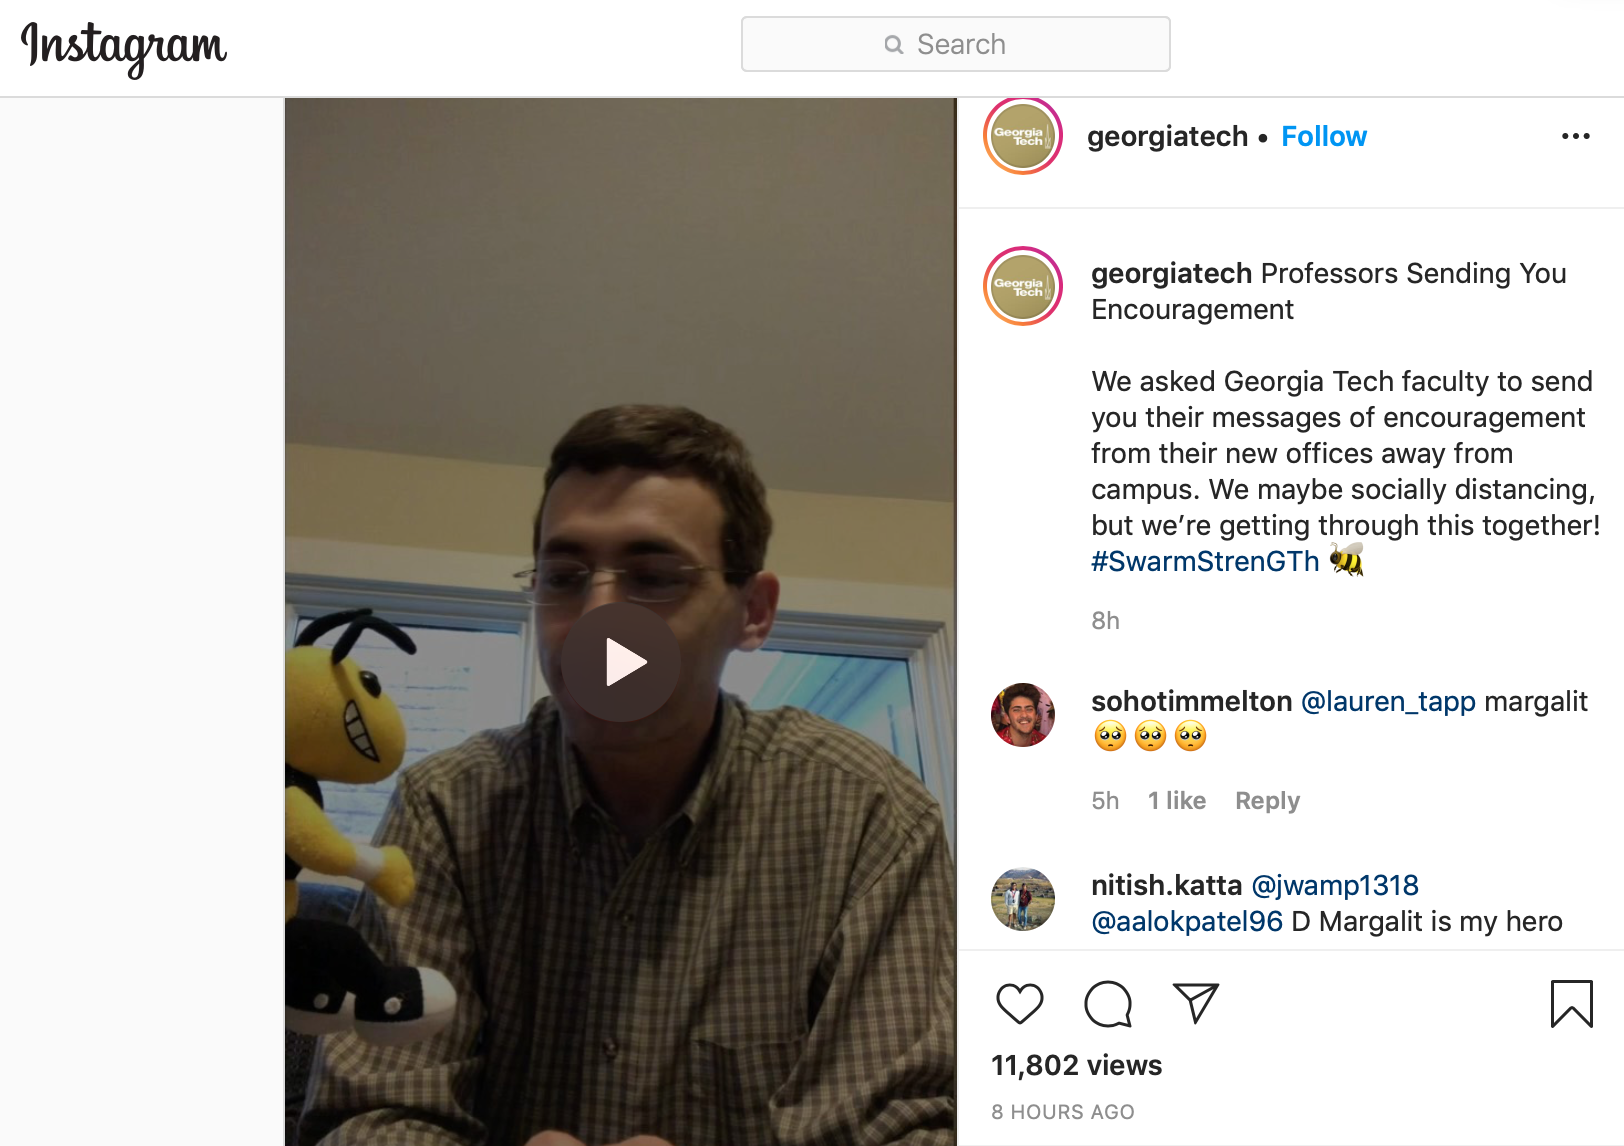 Instagram
Search
Georgia
Tech
georgiatech • Follow
Georgia
Tech
georgiatech Professors Sending You
Encouragement
We asked Georgia Tech faculty to send
you their messages of encouragement
from their new offices away from
campus. We maybe socially distancing,
but we’re getting through this together!
#SwarmStrenGTh 🐝
8h
sohotimmelton @lauren_tapp margalit
🥺🥺🥺
5h 1 like Reply
nitish.katta @jwamp1318
@aalokpatel96 D Margalit is my hero
11,802 views
8 HOURS AGO